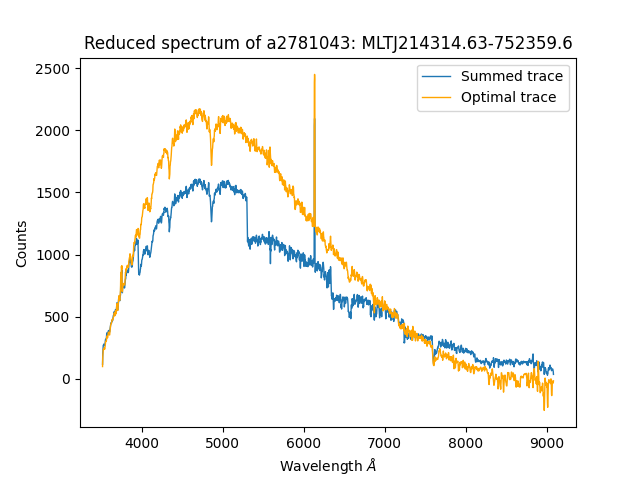 Reduced spectrum of a2781043: MLTJ214314.63-752359.6
Summed trace
Optimal trace
Counts
2500
2000
1500
1000
500
0
4000 5000 6000 7000 8000 9000
Wavelength Å